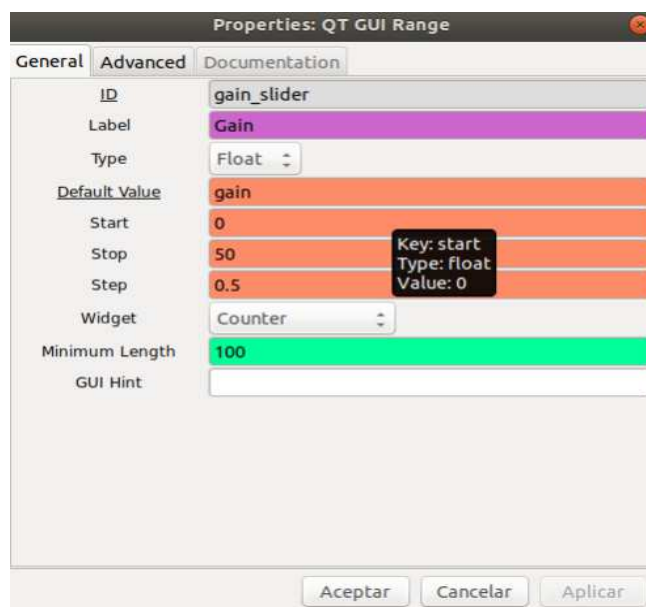 Properties: QT GUI Range
General Advanced Documentation
ID gain_slider
Label Gain
Type Float
Default Value gain
Start 0
Stop 50
Step 0.5
Key: start
Type: float
Value: 0
Widget Counter
Minimum Length 100
GUI Hint
Aceptar Cancelar Aplicar